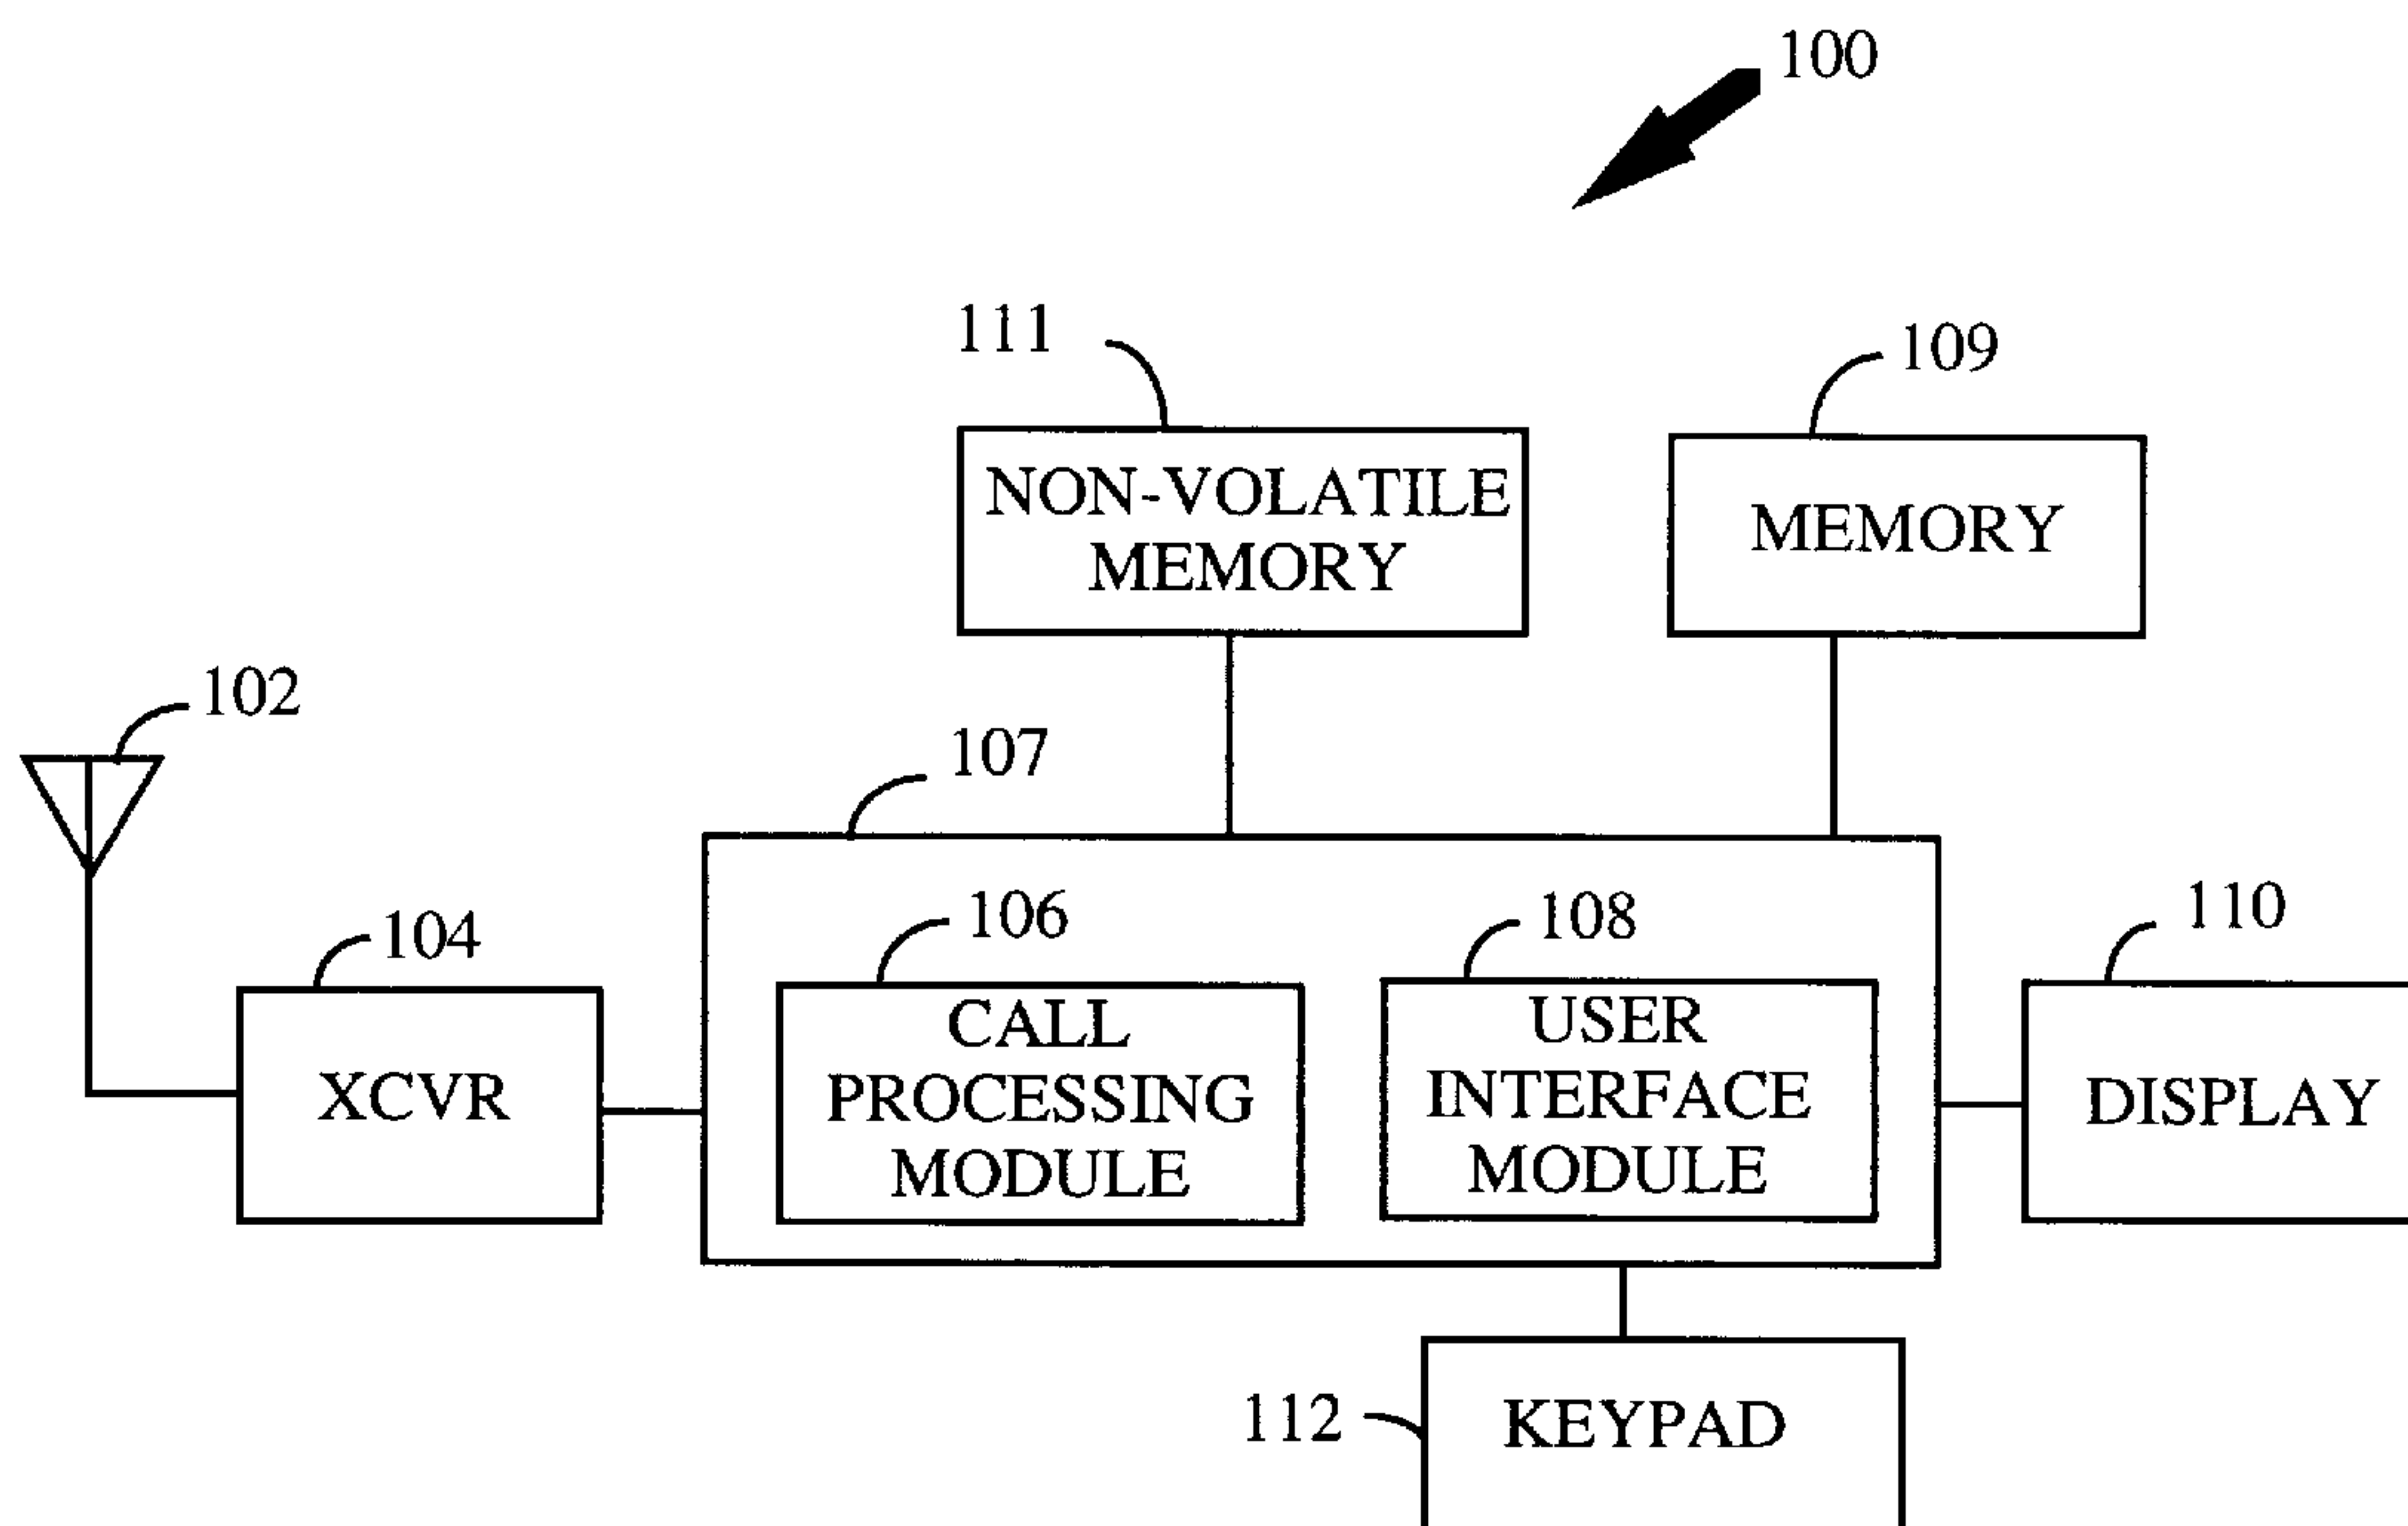 100
111
109
NON-VOLATILE
MEMORY
MEMORY
102
107
106
108
110
104
CALL
PROCESSING
MODULE
USER
INTERFACE
MODULE
XCVR
DISPLAY
112
KEYPAD